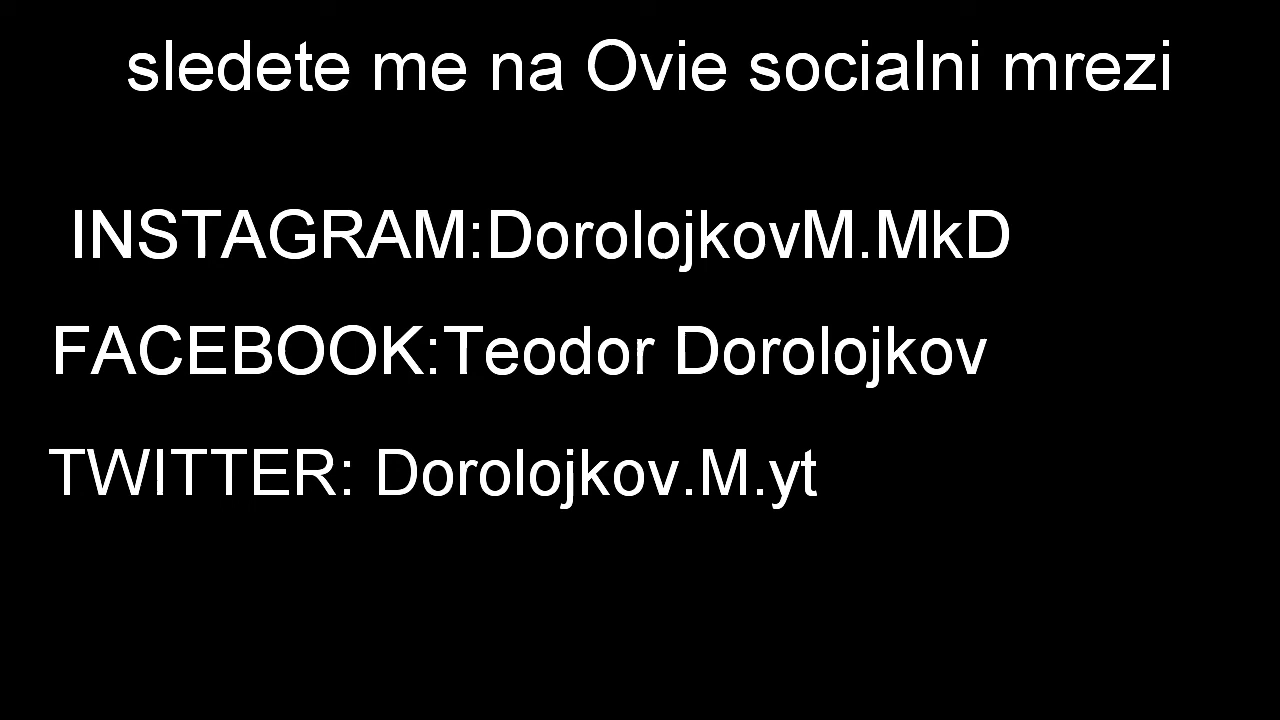 sledete me na Ovie socialni mrezi
INSTAGRAM:DorolojkovM.MkD
FACEBOOK:Teodor Dorolojkov
TWITTER: Dorolojkov.M.yt